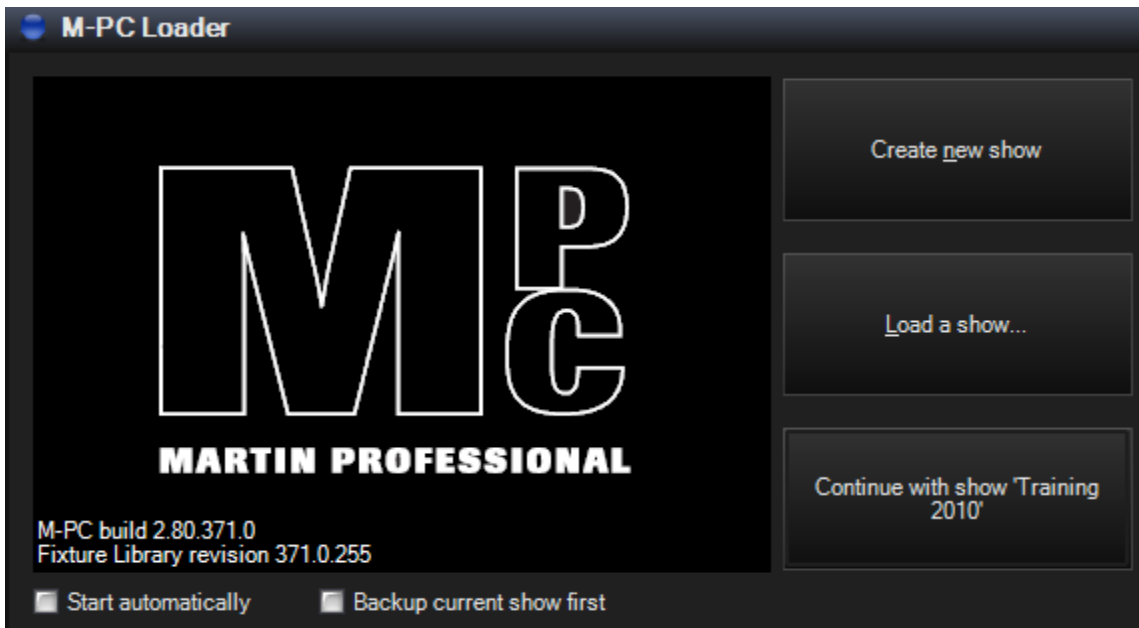 M-PC Loader
MPC
MARTIN PROFESSIONAL
M-PC build 2.80.371.0
Fixture Library revision 371.0.255
Create new show
Load a show...
Continue with show 'Training
2010'
Start automatically
Backup current show first